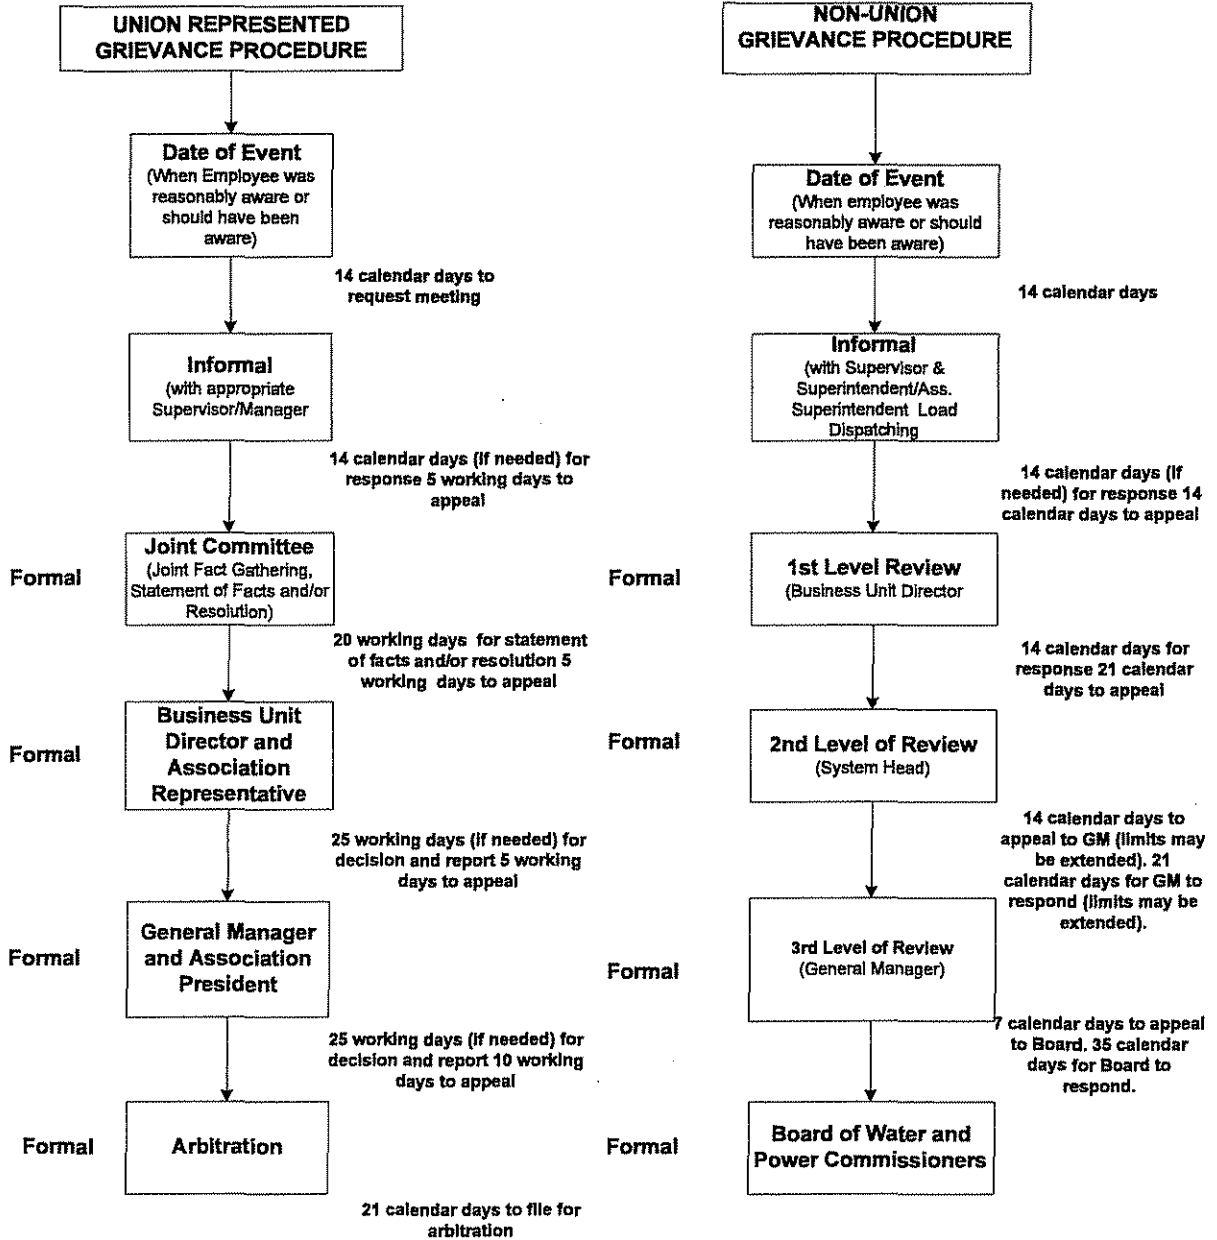 UNION REPRESENTED
GRIEVANCE PROCEDURE
Date of Event
(When Employee was
reasonably aware or
should have been
aware)
14 calendar days to
request meeting
Informal
(with appropriate
Supervisor/Manager
14 calendar days (if needed) for
response 5 working days to
appeal
Formal
Joint Committee
(Joint Fact Gathering,
Statement of Facts and/or
Resolution)
20 working days for statement
of facts and/or resolution 5
working days to appeal
Formal
Business Unit
Director and
Association
Representative
25 working days (if needed) for
decision and report 5 working
days to appeal
Formal
General Manager
and Association
President
25 working days (if needed) for
decision and report 10 working
days to appeal
Formal
Arbitration
21 calendar days to file for
arbitration
NON-UNION
GRIEVANCE PROCEDURE
Date of Event
(When employee was
reasonably aware or should
have been aware)
14 calendar days
Informal
(with Supervisor &
Superintendent/Ass.
Superintendent Load
Dispatching
14 calendar days (if
needed) for response 14
calendar days to appeal
Formal
1st Level Review
(Business Unit Director
14 calendar days for
response 21 calendar
days to appeal
Formal
2nd Level of Review
(System Head)
14 calendar days to
appeal to GM (limits may
be extended). 21
calendar days for GM to
respond (limits may be
extended).
Formal
3rd Level of Review
(General Manager)
7 calendar days to appeal
to Board. 35 calendar
days for Board to
respond.
Formal
Board of Water and
Power Commissioners